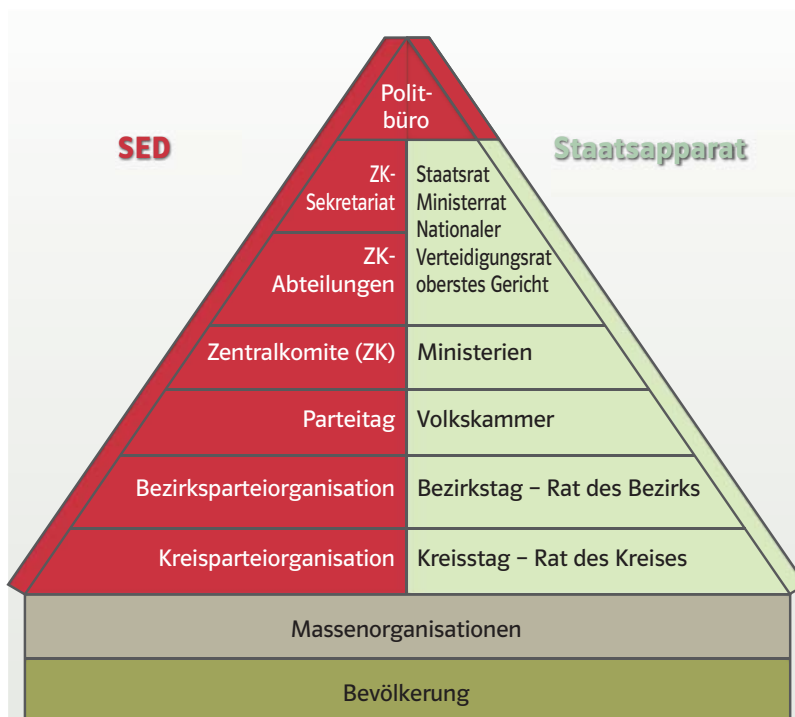 Polit-
büro
SED
Staatsapparat
ZK-
Sekretariat
Staatsrat
Ministerrat
Nationaler
Verteidigungsrat
oberstes Gericht
ZK-
Abteilungen
Zentralkomite (ZK)
Ministerien
Parteitag
Volkskammer
Bezirksparteiorganisation
Bezirkstag – Rat des Bezirks
Kreisparteiorganisation
Kreisstag – Rat des Kreises
Massenorganisationen
Bevölkerung